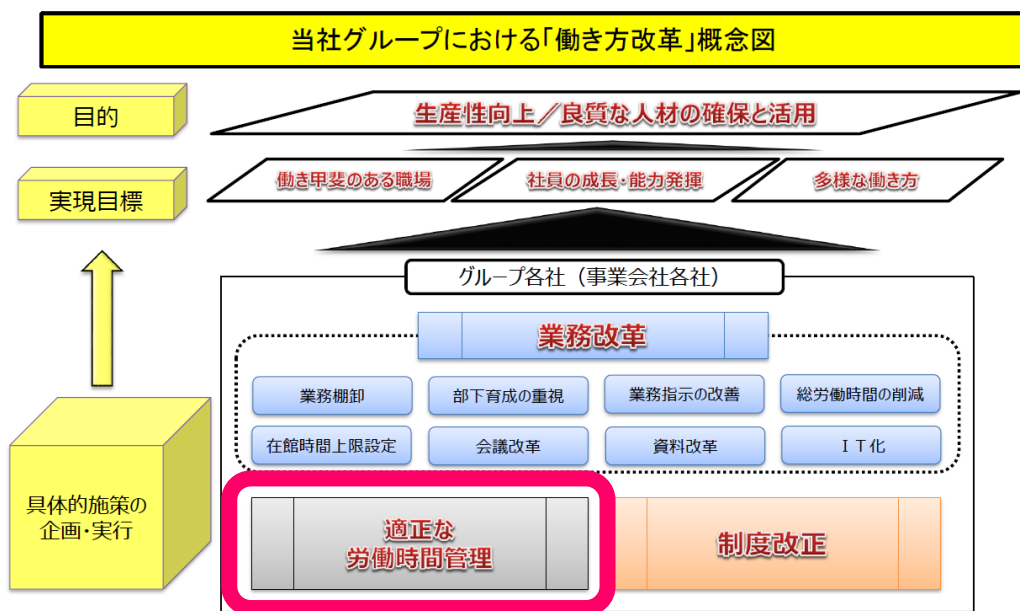 当社グループにおける「働き方改革」概念図
目的
生産性向上／良質な人材の確保と活用
実現目標
働き甲斐のある職場
社員の成長・能力発揮
多様な働き方
グループ各社（事業会社各社）
業務改革
業務棚卸
部下育成の重視
業務指示の改善
総労働時間の削減
在館時間上限設定
会議改革
資料改革
ＩＴ化
具体的施策の
企画・実行
適正な
労働時間管理
制度改正